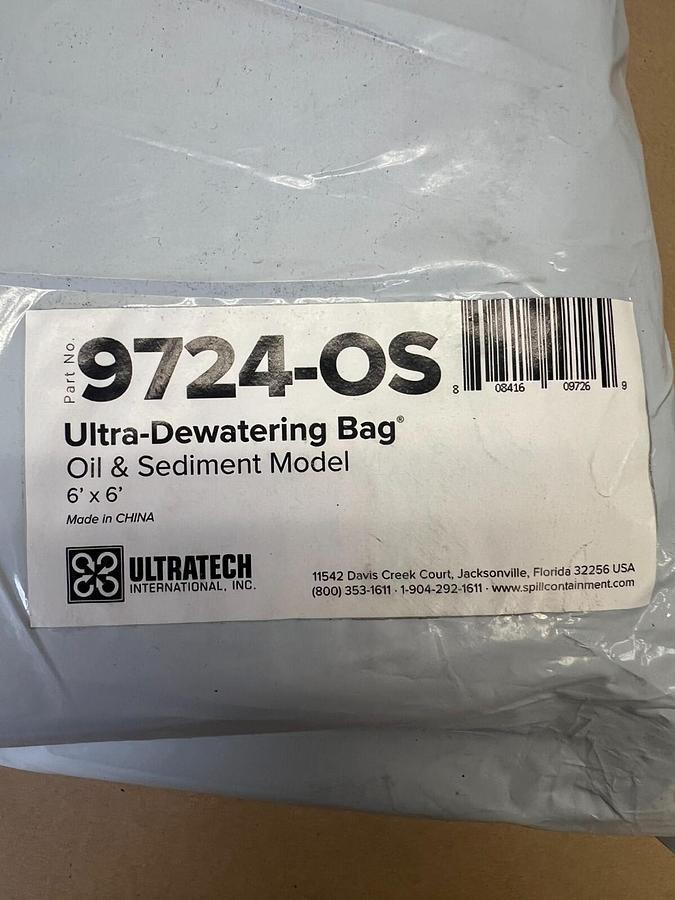 Part No. 9724-OS
8 08416 09726 9
Ultra-Dewatering Bag®
Oil & Sediment Model
6' x 6'
Made in CHINA
ULTRATECH
INTERNATIONAL, INC.
11542 Davis Creek Court, Jacksonville, Florida 32256 USA
(800) 353-1611 · 1-904-292-1611 · www.spillcontainment.com